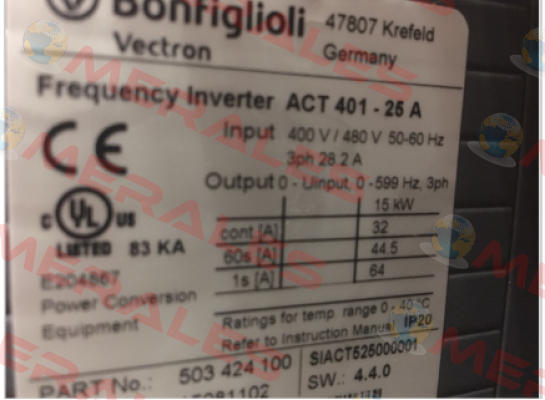 Bonfiglioli
Vectron
47807 Krefeld
Germany
Frequency Inverter ACT 401 - 25 A
Input 400 V / 480 V 50-60 Hz
3ph 28.2 A
Output 0 - Uinput, 0 -599 Hz, 3ph
15 kW
cont [A] 32
60s [A] 44.5
1s [A] 64
CE
c UL us
LISTED 83 KA
E204867
Power Conversion
Equipment
Ratings for temp. range 0 - 40 °C
Refer to Instruction Manual IP20
PART No.: 503 424 100
SIACT525000001
SW.: 4.4.0
MERALES